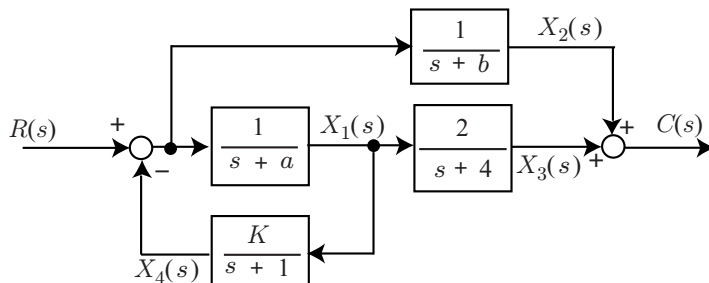 1
s + b
X₂(s)
R(s)
+
−
1
s + a
X₁(s)
2
s + 4
X₃(s)
+
+
C(s)
X₄(s)
K
s + 1